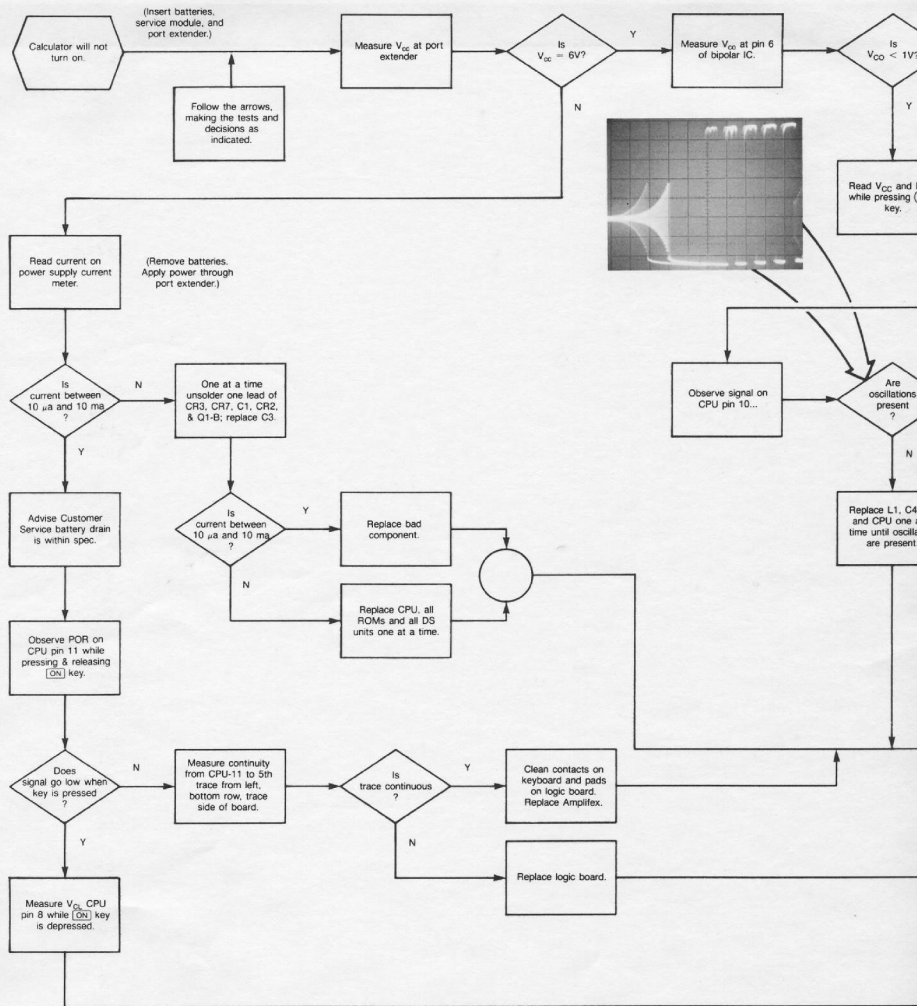 (Insert batteries,
service module, and
port extender.)
Calculator will not
turn on.
Measure Vcc at port
extender
Is
Vcc = 6V?
Y
Measure Vco at pin 6
of bipolar IC.
Is
VCO < 1V?
N
Y
Follow the arrows,
making the tests and
decisions as
indicated.
Read VCC and
while pressing
key.
Read current on
power supply current
meter.
(Remove batteries.
Apply power through
port extender.)
Is
current between
10 µa and 10 ma
?
N
Y
One at a time
unsolder one lead of
CR3, CR7, C1, CR2,
& Q1-B; replace C3.
Observe signal on
CPU pin 10...
Are
oscillations
present
?
N
Advise Customer
Service battery drain
is within spec.
Is
current between
10 µa and 10 ma
?
Y
N
Replace bad
component.
Replace L1, C4
and CPU one
time until
are present.
Replace CPU, all
ROMs and all DS
units one at a time.
Observe POR on
CPU pin 11 while
pressing & releasing
ON key.
Does
signal go low when
key is pressed
?
N
Y
Measure continuity
from CPU-11 to 5th
trace from left,
bottom row, trace
side of board.
Is
trace continuous
?
Y
N
Clean contacts on
keyboard and pads
on logic board.
Replace Amplifex.
Replace logic board.
Measure VCL CPU
pin 8 while ON key
is depressed.